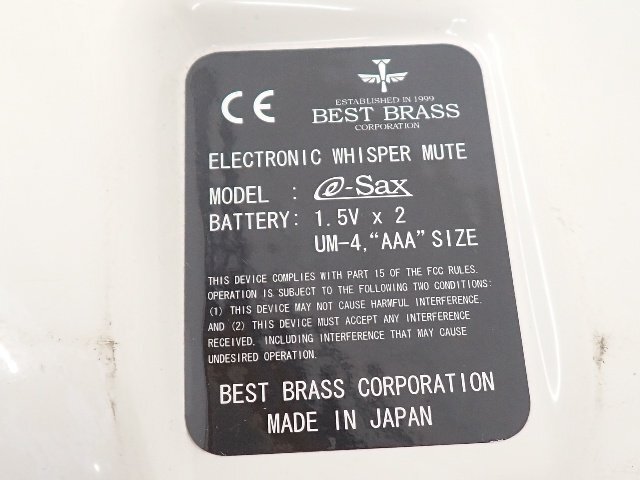 CE
ESTABLISHED IN 1999
BEST BRASS
CORPORATION
ELECTRONIC WHISPER MUTE
MODEL : e-Sax
BATTERY: 1.5V x 2
UM-4, “AAA” SIZE
THIS DEVICE COMPLIES WITH PART 15 OF THE FCC RULES.
OPERATION IS SUBJECT TO THE FOLLOWING TWO CONDITIONS:
(1) THIS DEVICE MAY NOT CAUSE HARMFUL INTERFERENCE.
AND (2) THIS DEVICE MUST ACCEPT ANY INTERFERENCE
RECEIVED. INCLUDING INTERFERENCE THAT MAY CAUSE
UNDESIRED OPERATION.
BEST BRASS CORPORATION
MADE IN JAPAN